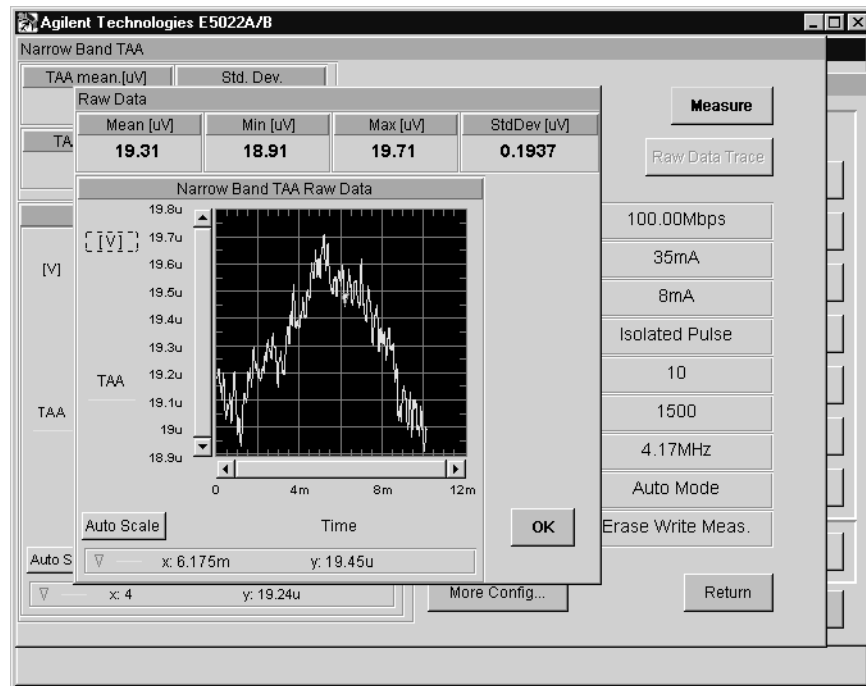 Agilent Technologies E5022A/B
Narrow Band TAA
TAA mean.[uV] Std. Dev.
Raw Data
Mean [uV] Min [uV] Max [uV] StdDev [uV]
19.31 18.91 19.71 0.1937
Measure
Raw Data Trace
Narrow Band TAA Raw Data
[V]
TAA
19.8u
19.7u
19.6u
19.5u
19.4u
19.3u
19.2u
19.1u
19u
18.9u
0 4m 8m 12m
Auto Scale
Time
OK
x: 6.175m y: 19.45u
[V]
TAA
Auto S
x: 4 y: 19.24u
100.00Mbps
35mA
8mA
Isolated Pulse
10
1500
4.17MHz
Auto Mode
Erase Write Meas.
More Config...
Return